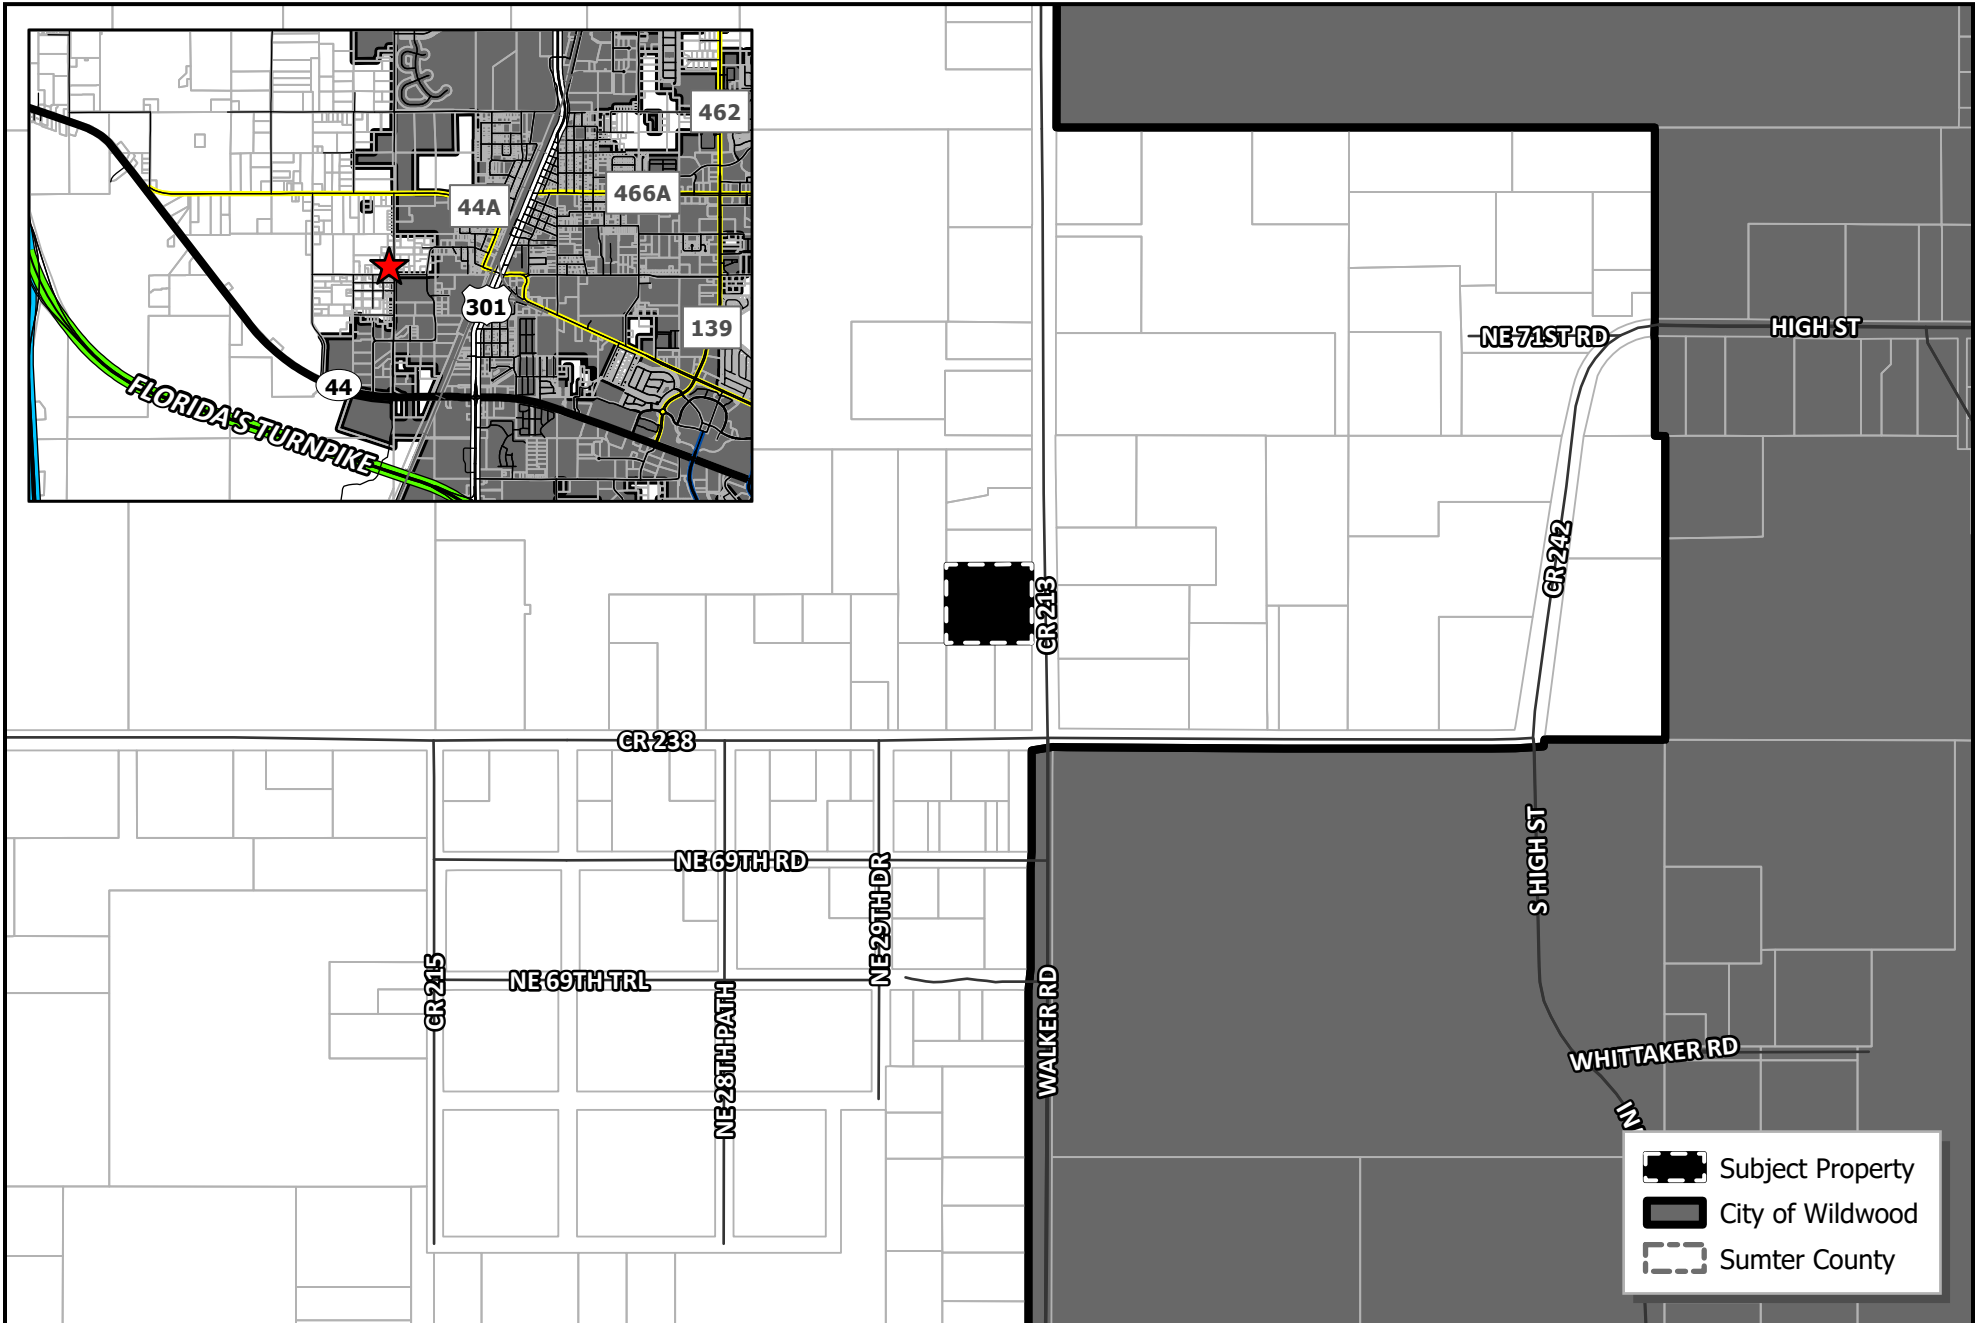 462
466A
44A
301
139
44
FLORIDA'S TURNPIKE
NE 71ST RD
HIGH ST
CR 242
CR 213
CR 238
NE 69TH RD
NE 29TH DR
S HIGH ST
CR 215
NE 69TH TRL
NE 28TH PATH
WALKER RD
WHITTAKER RD
IN
Subject Property
City of Wildwood
Sumter County